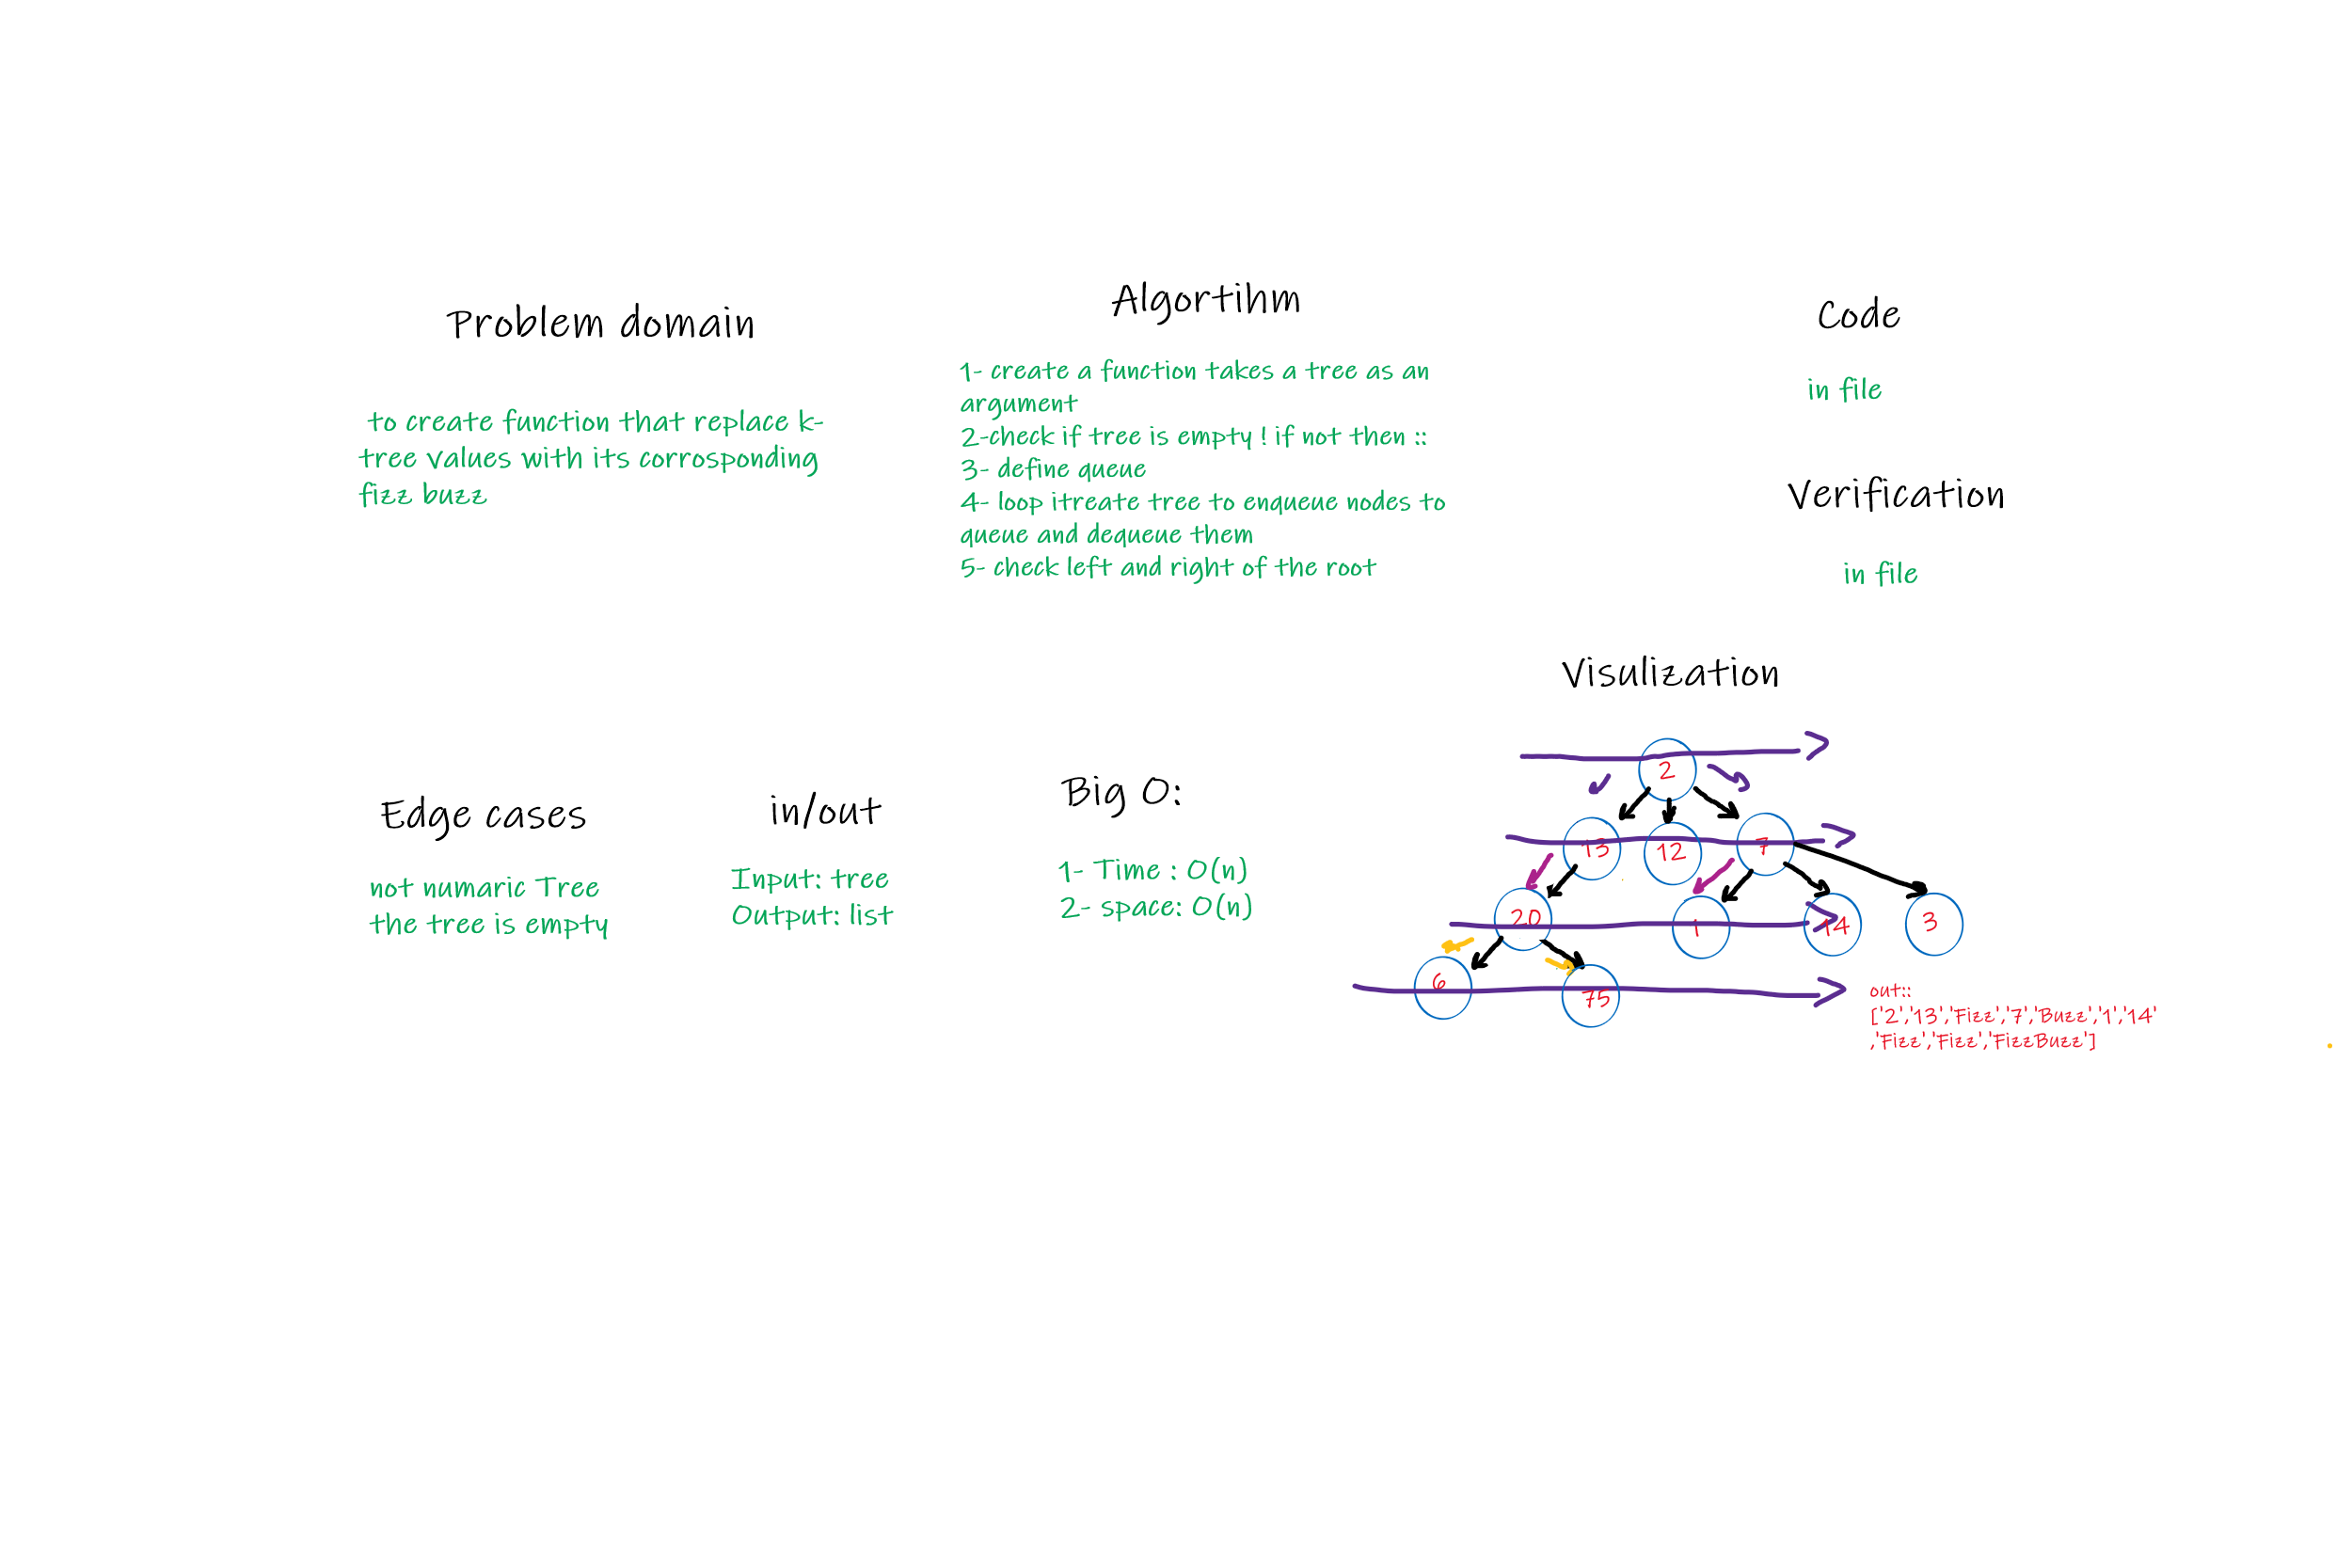 Problem domain
to create function that replace k-
tree values with its corrosponding
fizz buzz
Algortihm
1- create a function takes a tree as an
argument
2-check if tree is empty ! if not then ::
3- define queue
4- loop itreate tree to enqueue nodes to
queue and dequeue them
5- check left and right of the root
Code
in file
Verification
in file
Edge cases
not numaric Tree
the tree is empty
in/out
Input: tree
Output: list
Big O:
1- Time : O(n)
2- space: O(n)
Visulization
2
13 12 7
20 1 14 3
6 75
out::
['2','13','Fizz','7','Buzz','1','14'
,'Fizz','Fizz','FizzBuzz']